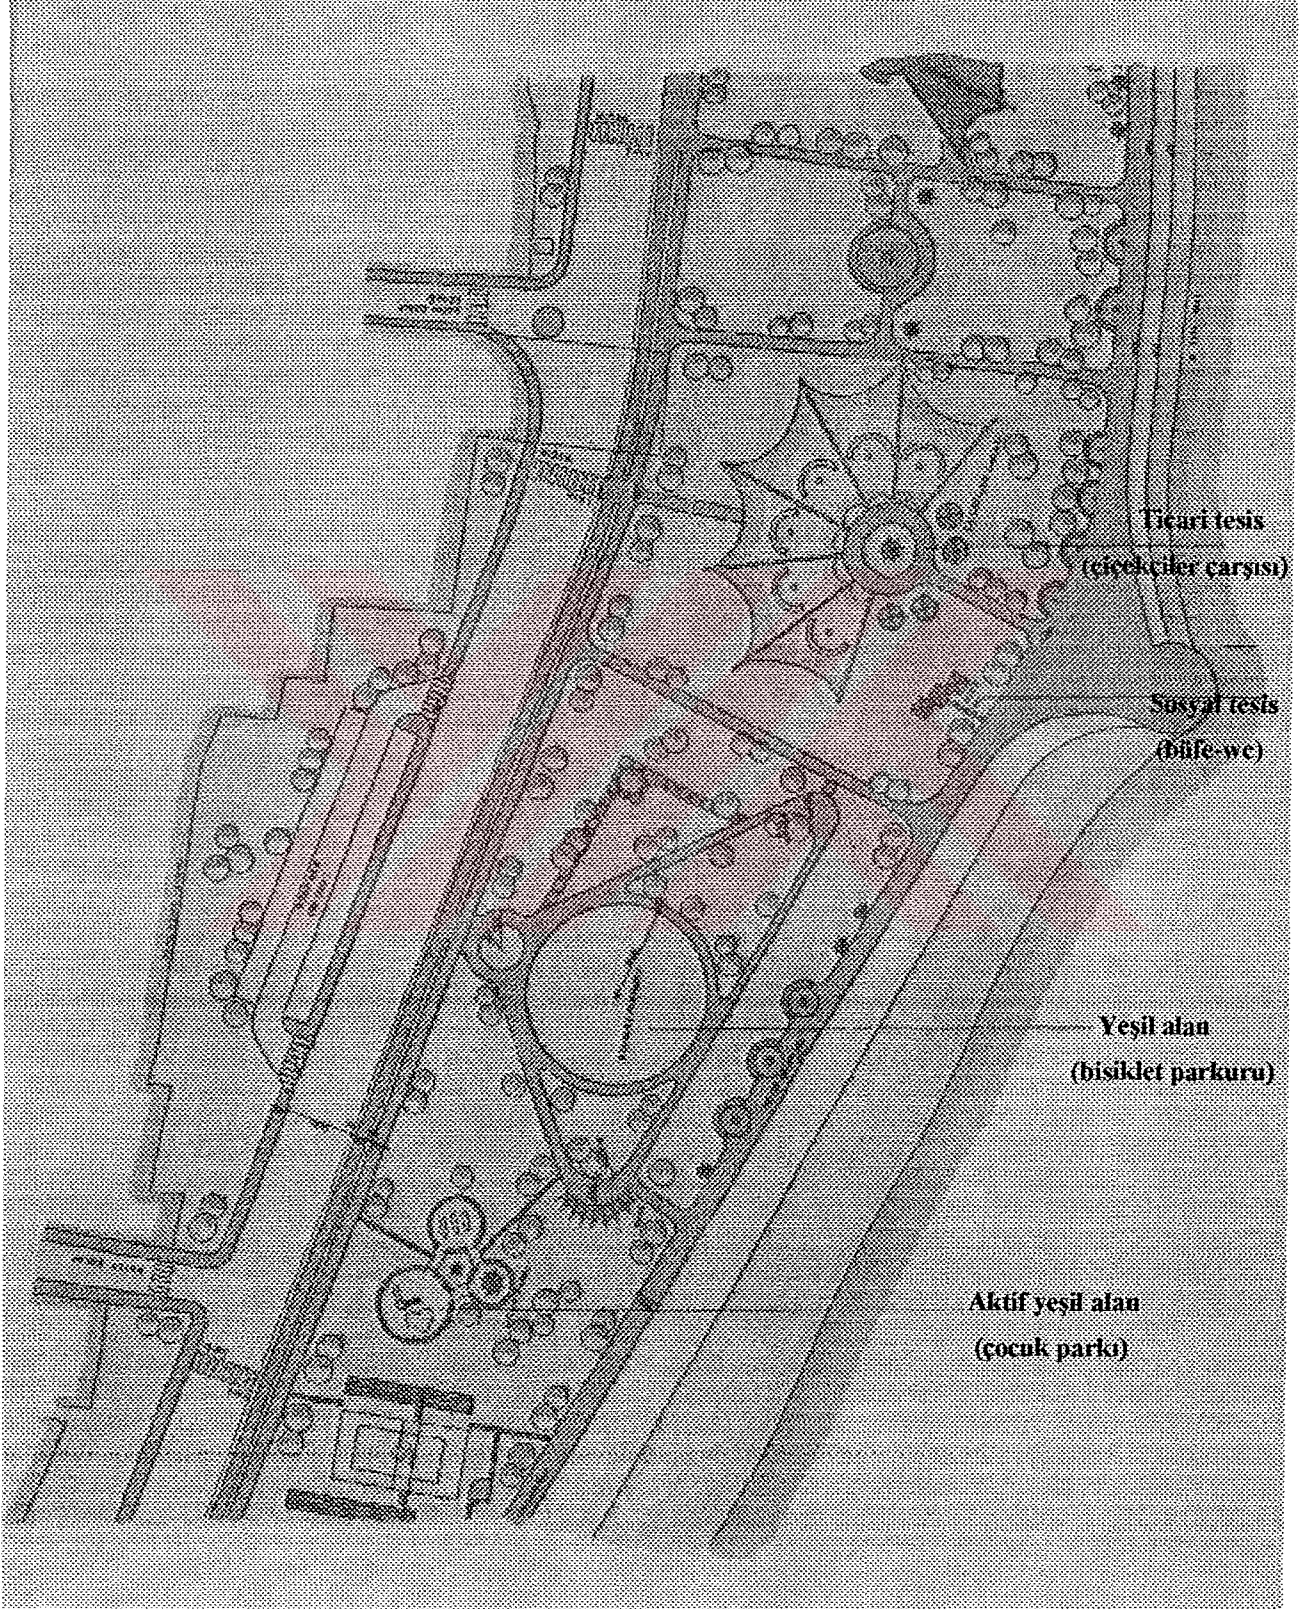 Ticari tesis
(çiçekçiler çarşısı)
Sosyal tesis
(büfe-wc)
Yeşil alan
(bisiklet parkuru)
Aktif yeşil alan
(çocuk parkı)